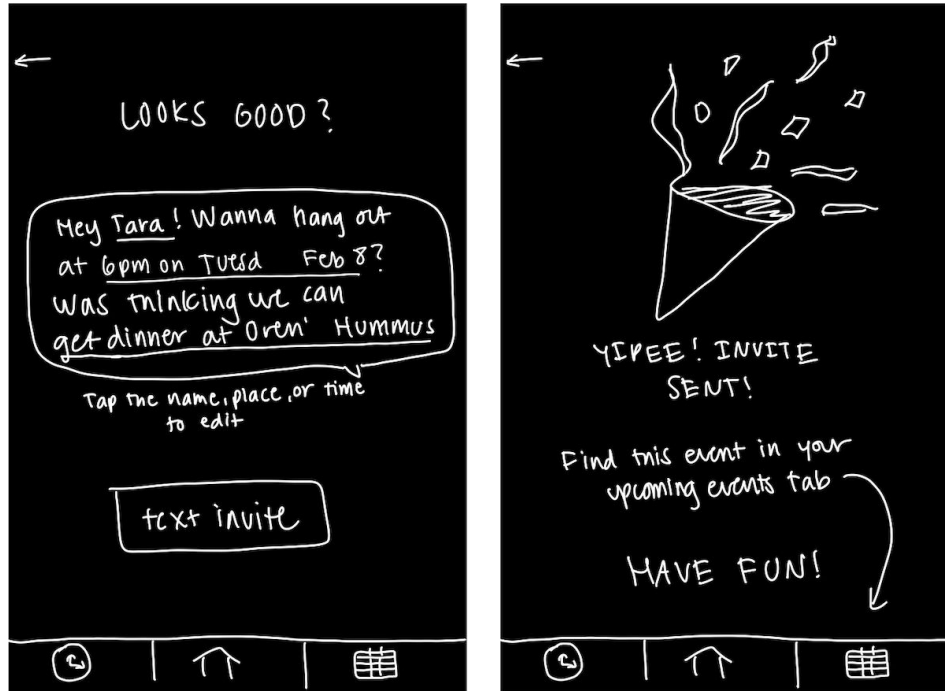 LOOKS GOOD?
Hey Tara! Wanna hang out
at 6pm on Tuesd Feb 8?
Was thinking we can
get dinner at Oren' Hummus
Tap the name, place, or time
to edit
text invite
YIPEE! INVITE
SENT!
Find this event in your
upcoming events tab
HAVE FUN!